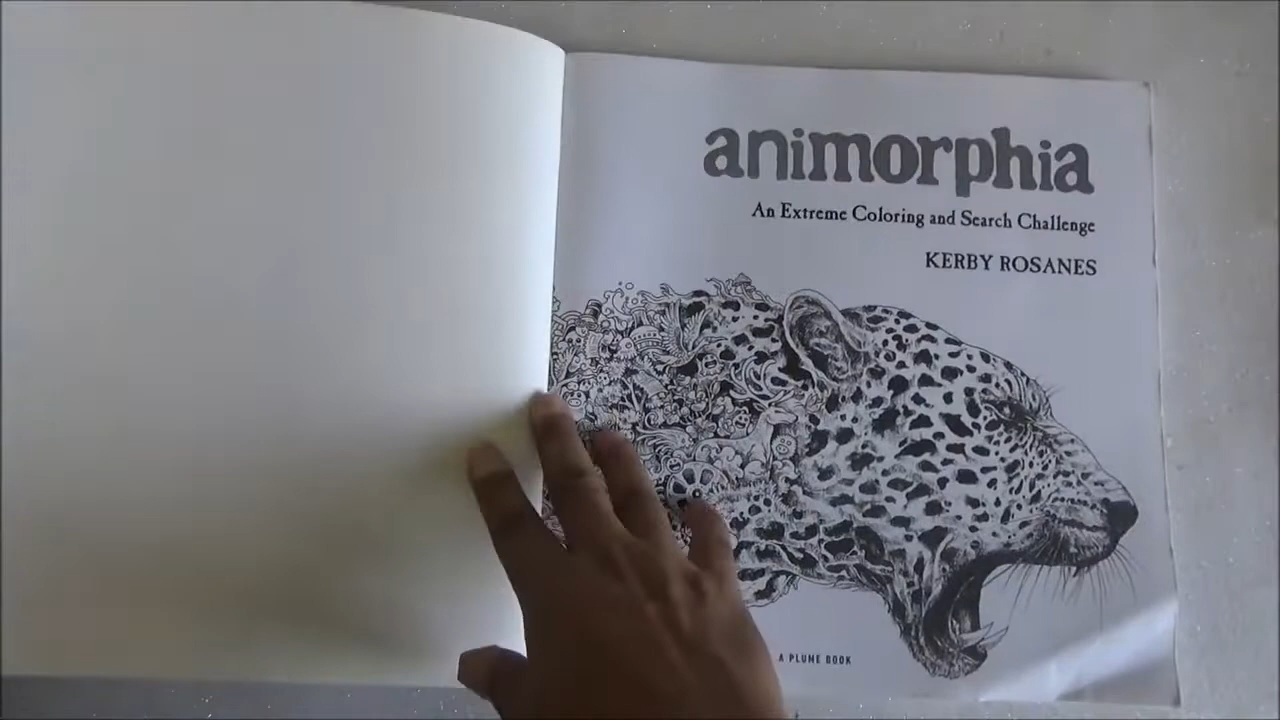 animorphia
An Extreme Coloring and Search Challenge
KERBY ROSANES
A PLUME BOOK